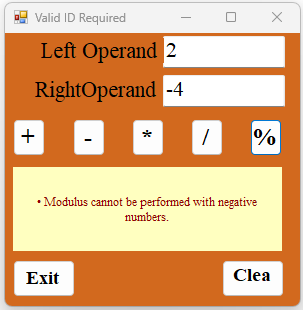 Valid ID Required
Left Operand 2
RightOperand -4
+ - * / %
• Modulus cannot be performed with negative
numbers.
Exit Clea